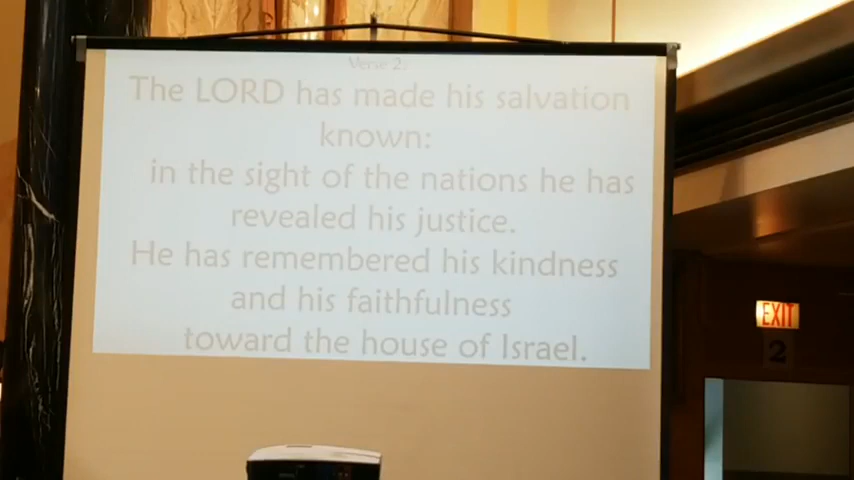 Verse 2:
The LORD has made his salvation
known:
in the sight of the nations he has
revealed his justice.
He has remembered his kindness
and his faithfulness
toward the house of Israel.
EXIT
2